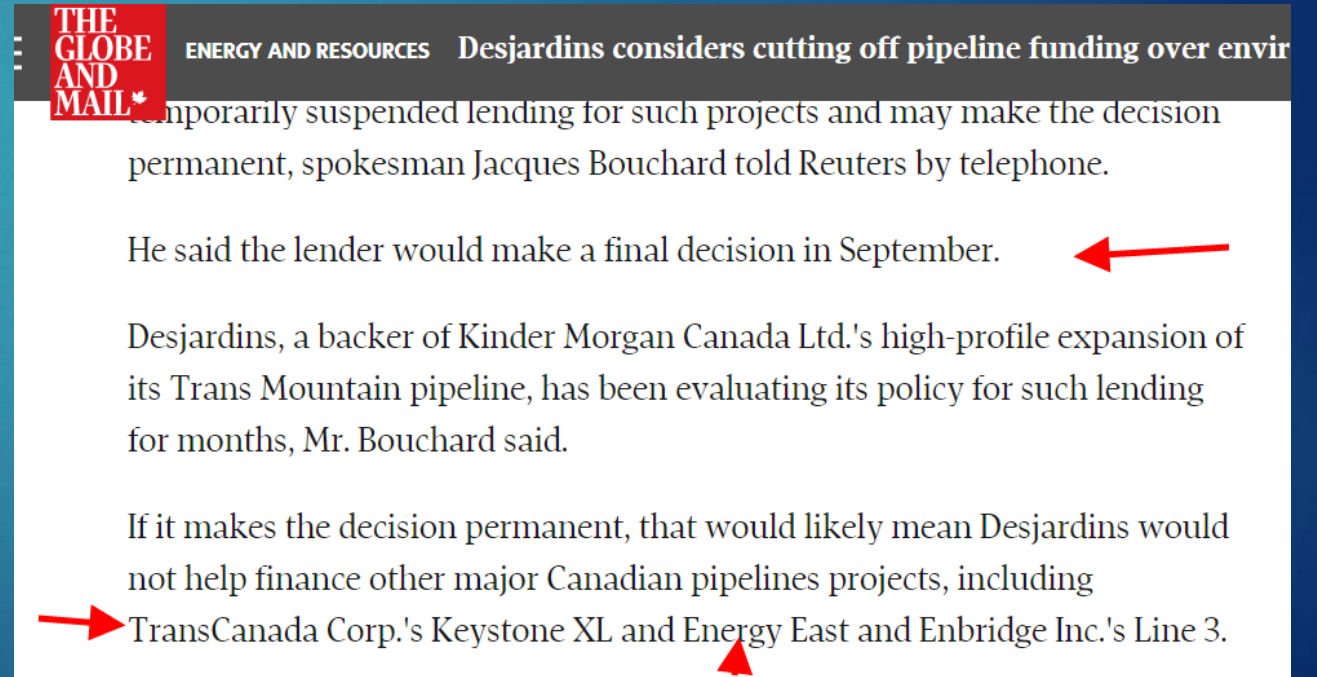 THE
GLOBE
AND
MAIL
ENERGY AND RESOURCES Desjardins considers cutting off pipeline funding over envir
temporarily suspended lending for such projects and may make the decision
permanent, spokesman Jacques Bouchard told Reuters by telephone.
He said the lender would make a final decision in September.
Desjardins, a backer of Kinder Morgan Canada Ltd.'s high-profile expansion of
its Trans Mountain pipeline, has been evaluating its policy for such lending
for months, Mr. Bouchard said.
If it makes the decision permanent, that would likely mean Desjardins would
not help finance other major Canadian pipelines projects, including
TransCanada Corp.'s Keystone XL and Energy East and Enbridge Inc.'s Line 3.